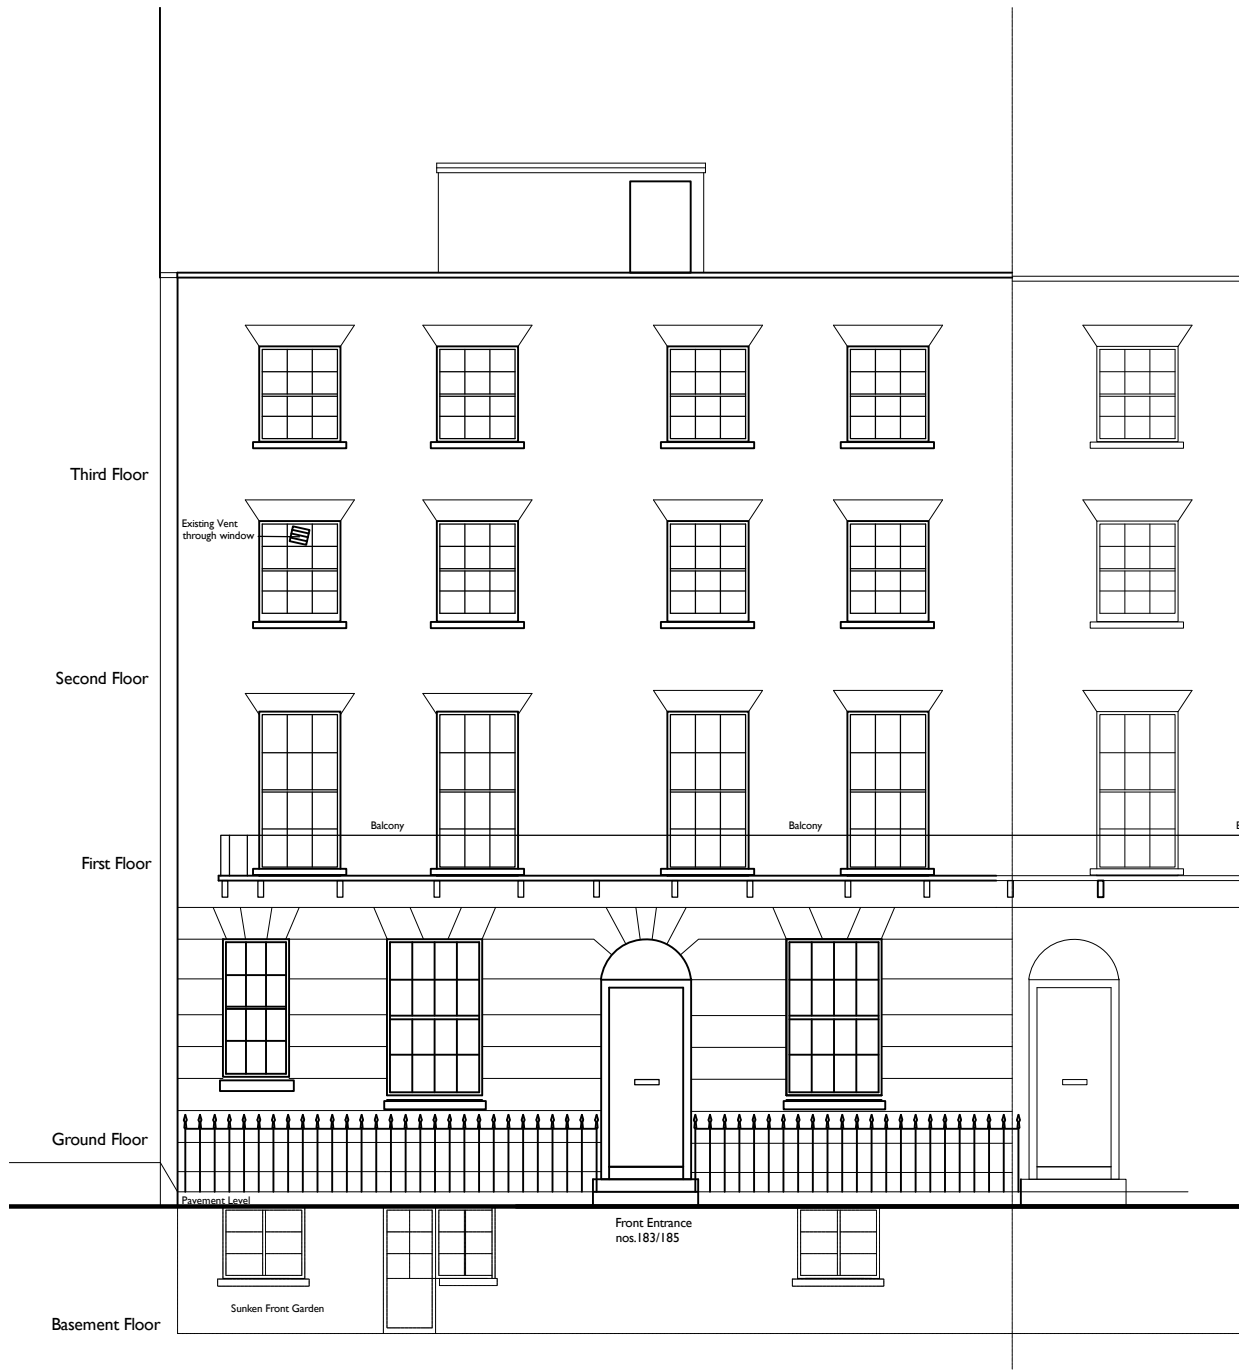 Third Floor
Existing Vent
through window
Second Floor
Balcony
Balcony
First Floor
Ground Floor
Pavement Level
Front Entrance
nos.183/185
Sunken Front Garden
Basement Floor